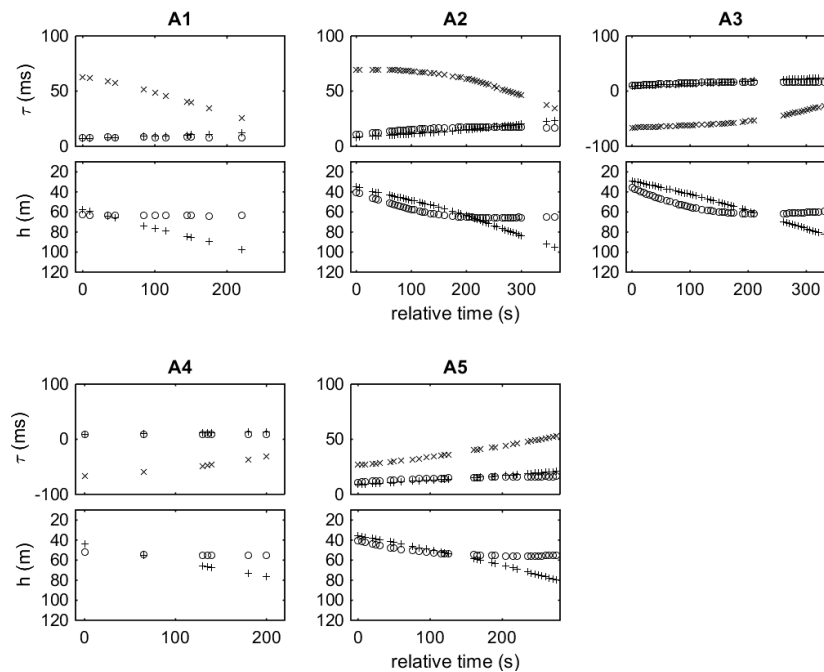 A1 A2 A3
100 100 100
τ (ms) 50 50 0
0 0 -100
20 20 20
40 40 40
h (m) 60 60 60
80 80 80
100 100 100
120 120 120
0 100 200 0 100 200 300 0 100 200 300
relative time (s) relative time (s)
A4 A5
100 100
τ (ms) 0 50
-100 0
20 20
40 40
h (m) 60 60
80 80
100 100
120 120
0 100 200 0 100 200
relative time (s)